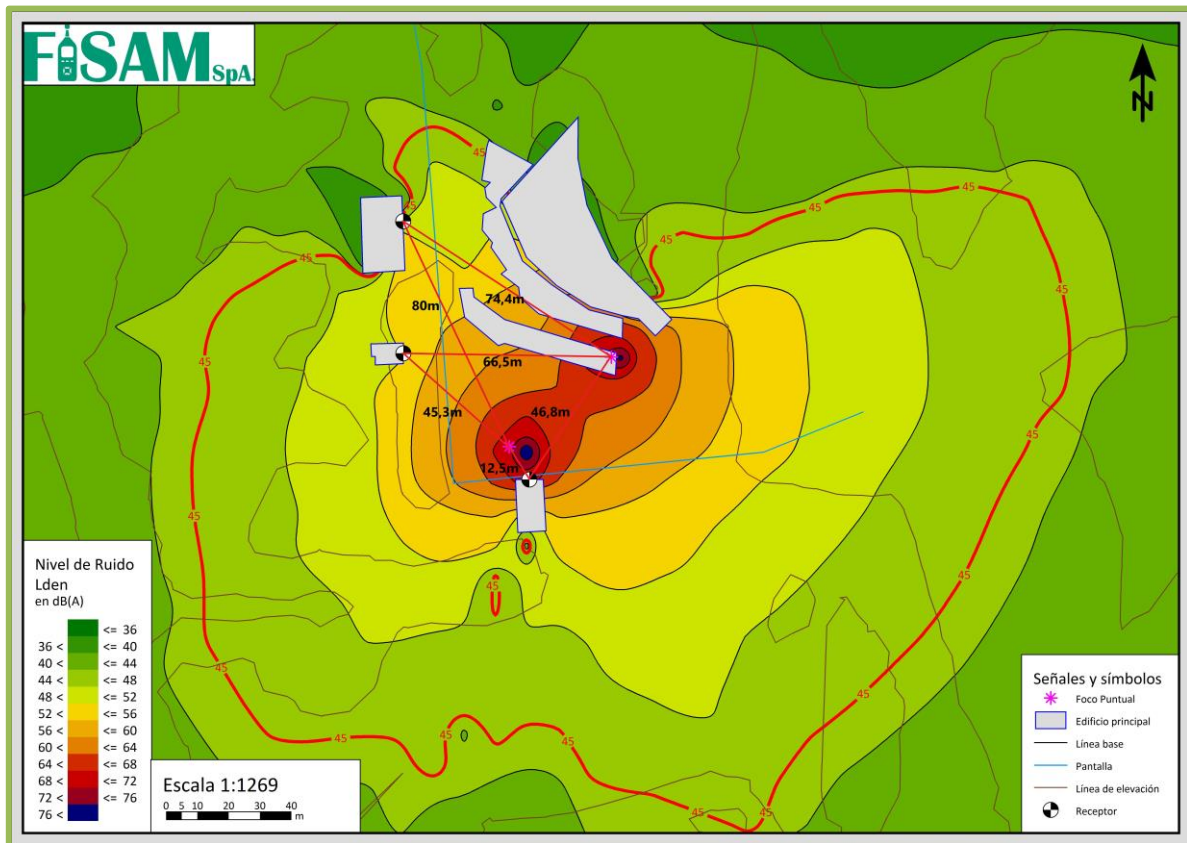 FiSAM SpA.
N
45
45
45
45
45
45
74,4m
80m
66,5m
45,3m
46,8m
12,5m
45
45
45
45
45
45
45
45
45
Nivel de Ruido
Lden
en dB(A)
<= 36
36 < <= 40
40 < <= 44
44 < <= 48
48 < <= 52
52 < <= 56
56 < <= 60
60 < <= 64
64 < <= 68
68 < <= 72
72 < <= 76
76 <
Escala 1:1269
0 5 10 20 30 40
m
Señales y símbolos
Foco Puntual
Edificio principal
Línea base
Pantalla
Línea de elevación
Receptor